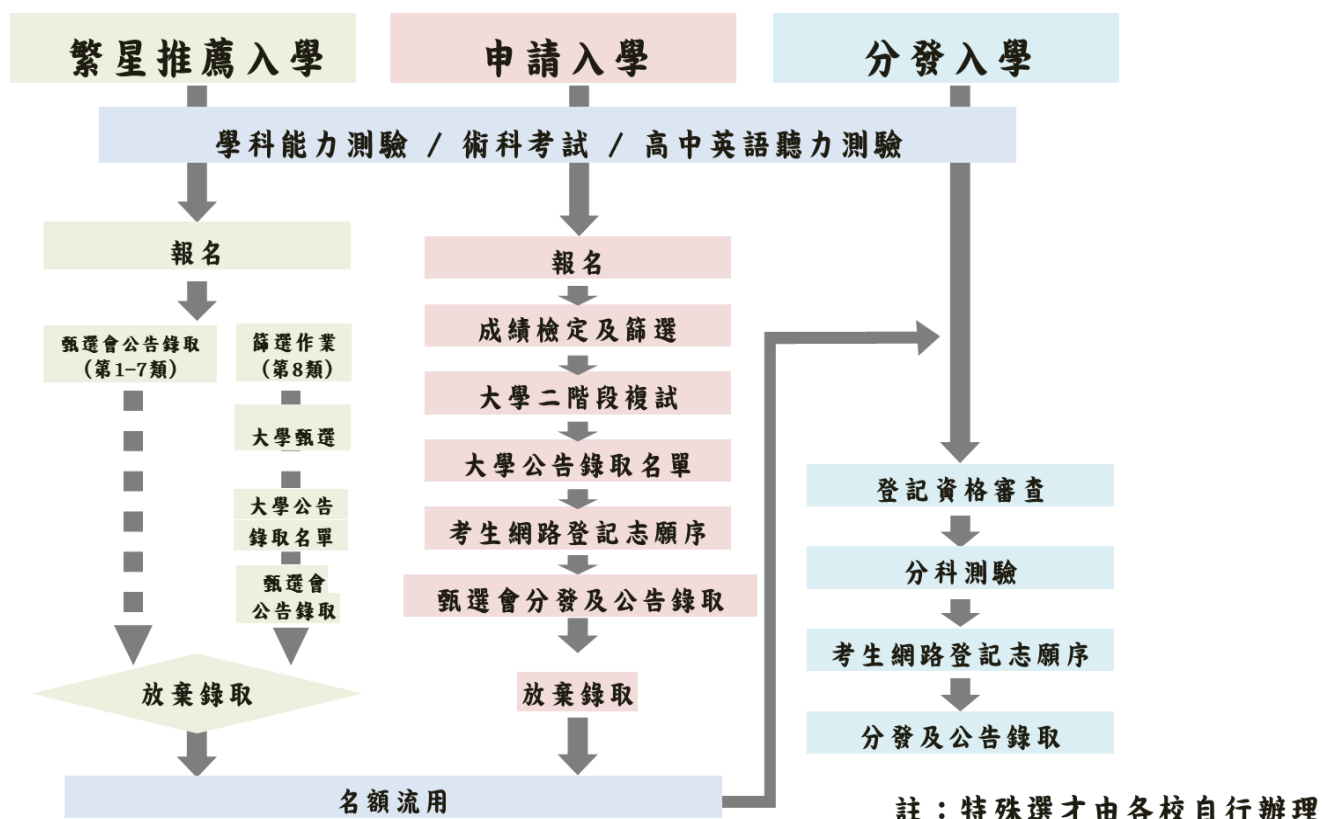 繁星推薦入學
申請入學
分發入學
學科能力測驗 / 術科考試 / 高中英語聽力測驗
報名
甄選會公告錄取
(第1-7類)
篩選作業
(第8類)
大學甄選
大學公告
錄取名單
甄選會
公告錄取
放棄錄取
報名
成績檢定及篩選
大學二階段複試
大學公告錄取名單
考生網路登記志願序
甄選會分發及公告錄取
放棄錄取
名額流用
登記資格審查
分科測驗
考生網路登記志願序
分發及公告錄取
註：特殊選才由各校自行辦理